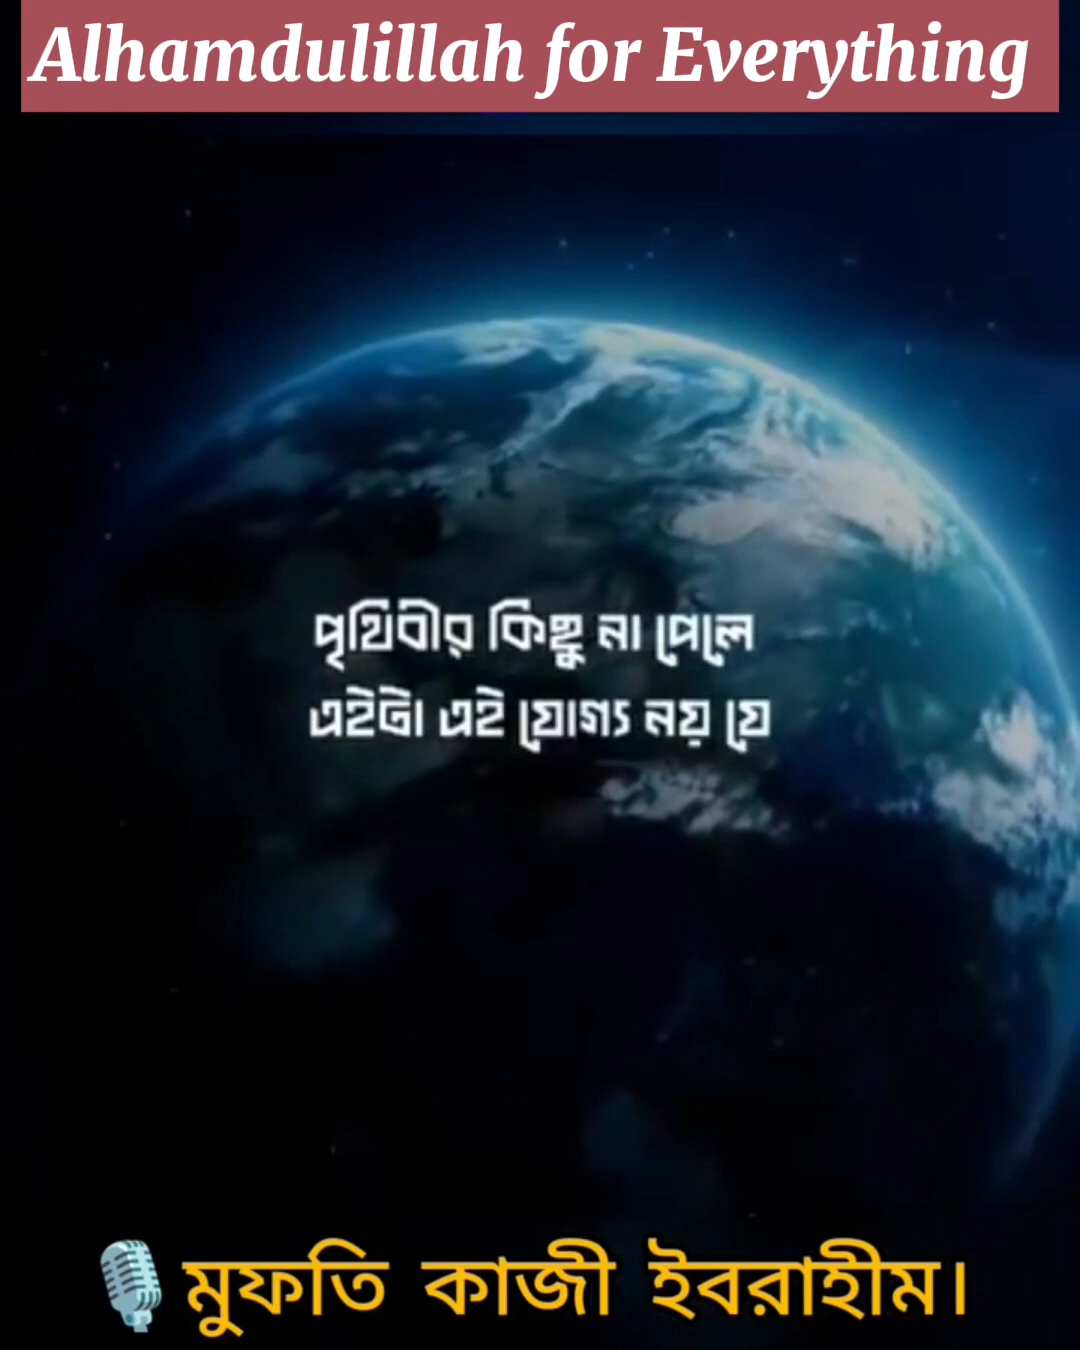 Alhamdulillah for Everything
পৃথিবীর কিছু না পেলে
এইটা এই যোগ্য নয় যে
মুফতি কাজী ইবরাহীম।